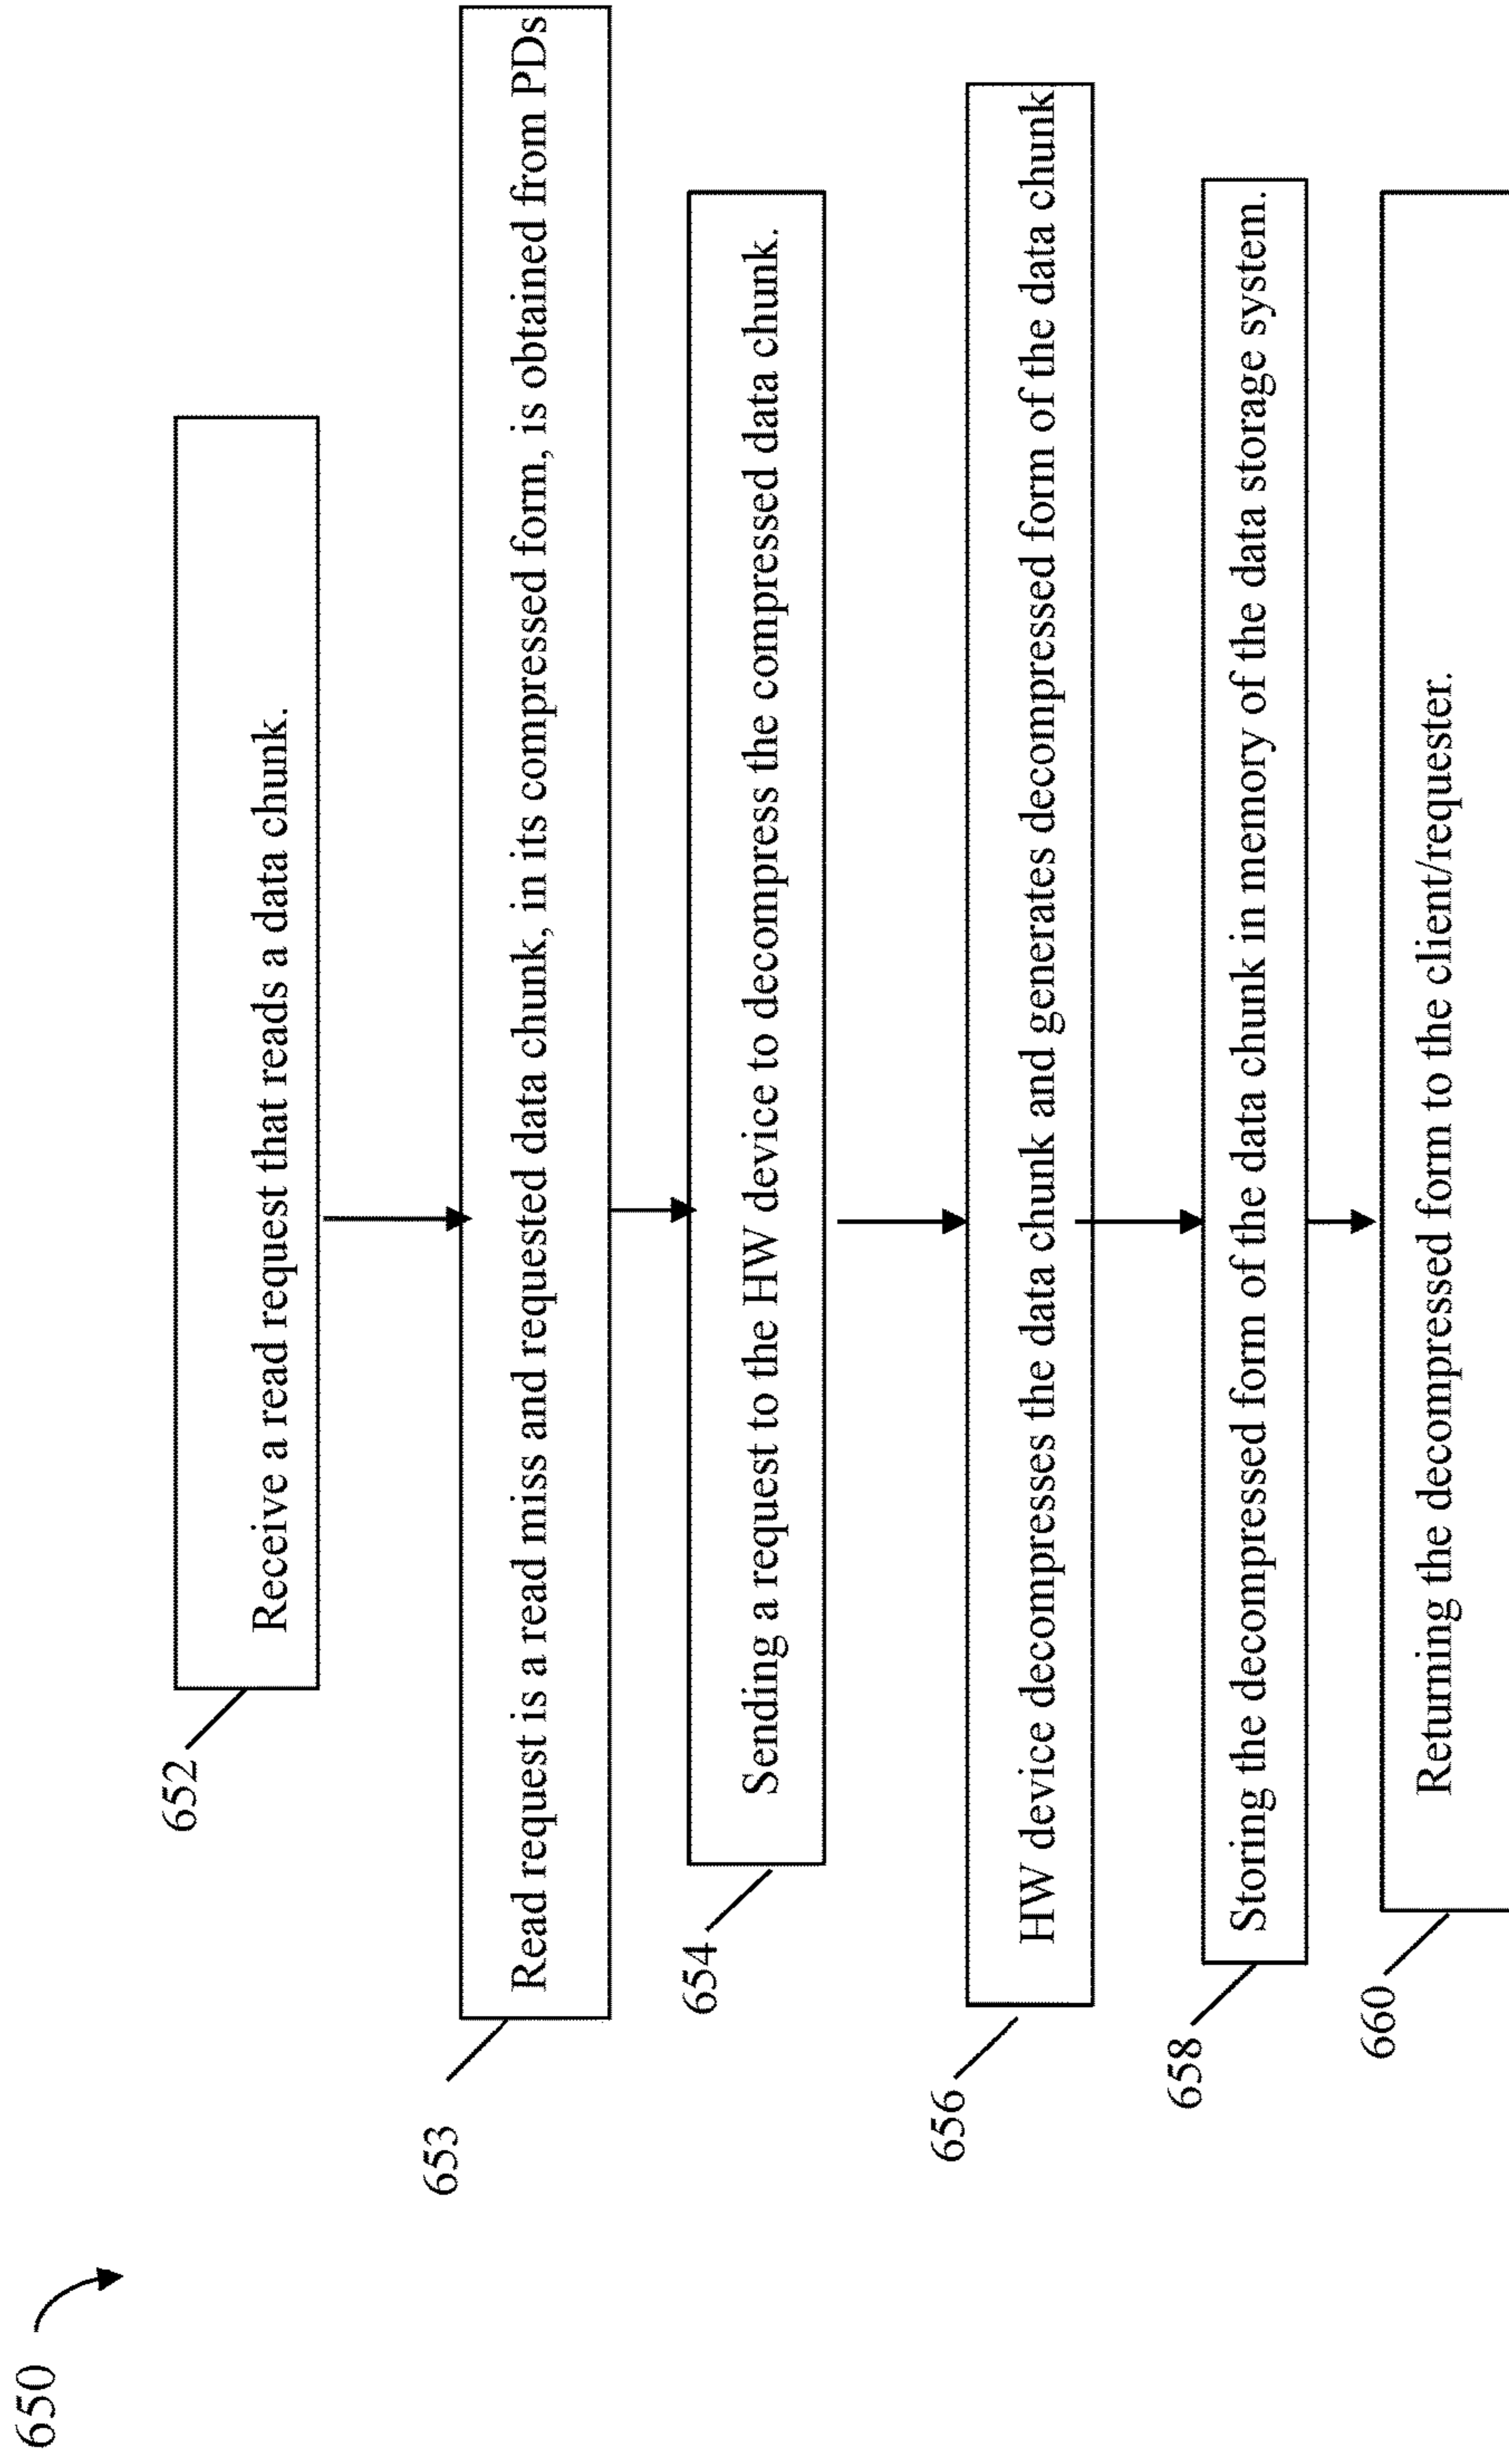 650
652
Receive a read request that reads a data chunk.
653
Read request is a read miss and requested data chunk, in its compressed form, is obtained from PDs
654
Sending a request to the HW device to decompress the compressed data chunk.
656
HW device decompresses the data chunk and generates decompressed form of the data chunk
658
Storing the decompressed form of the data chunk in memory of the data storage system.
660
Returning the decompressed form to the client/requester.